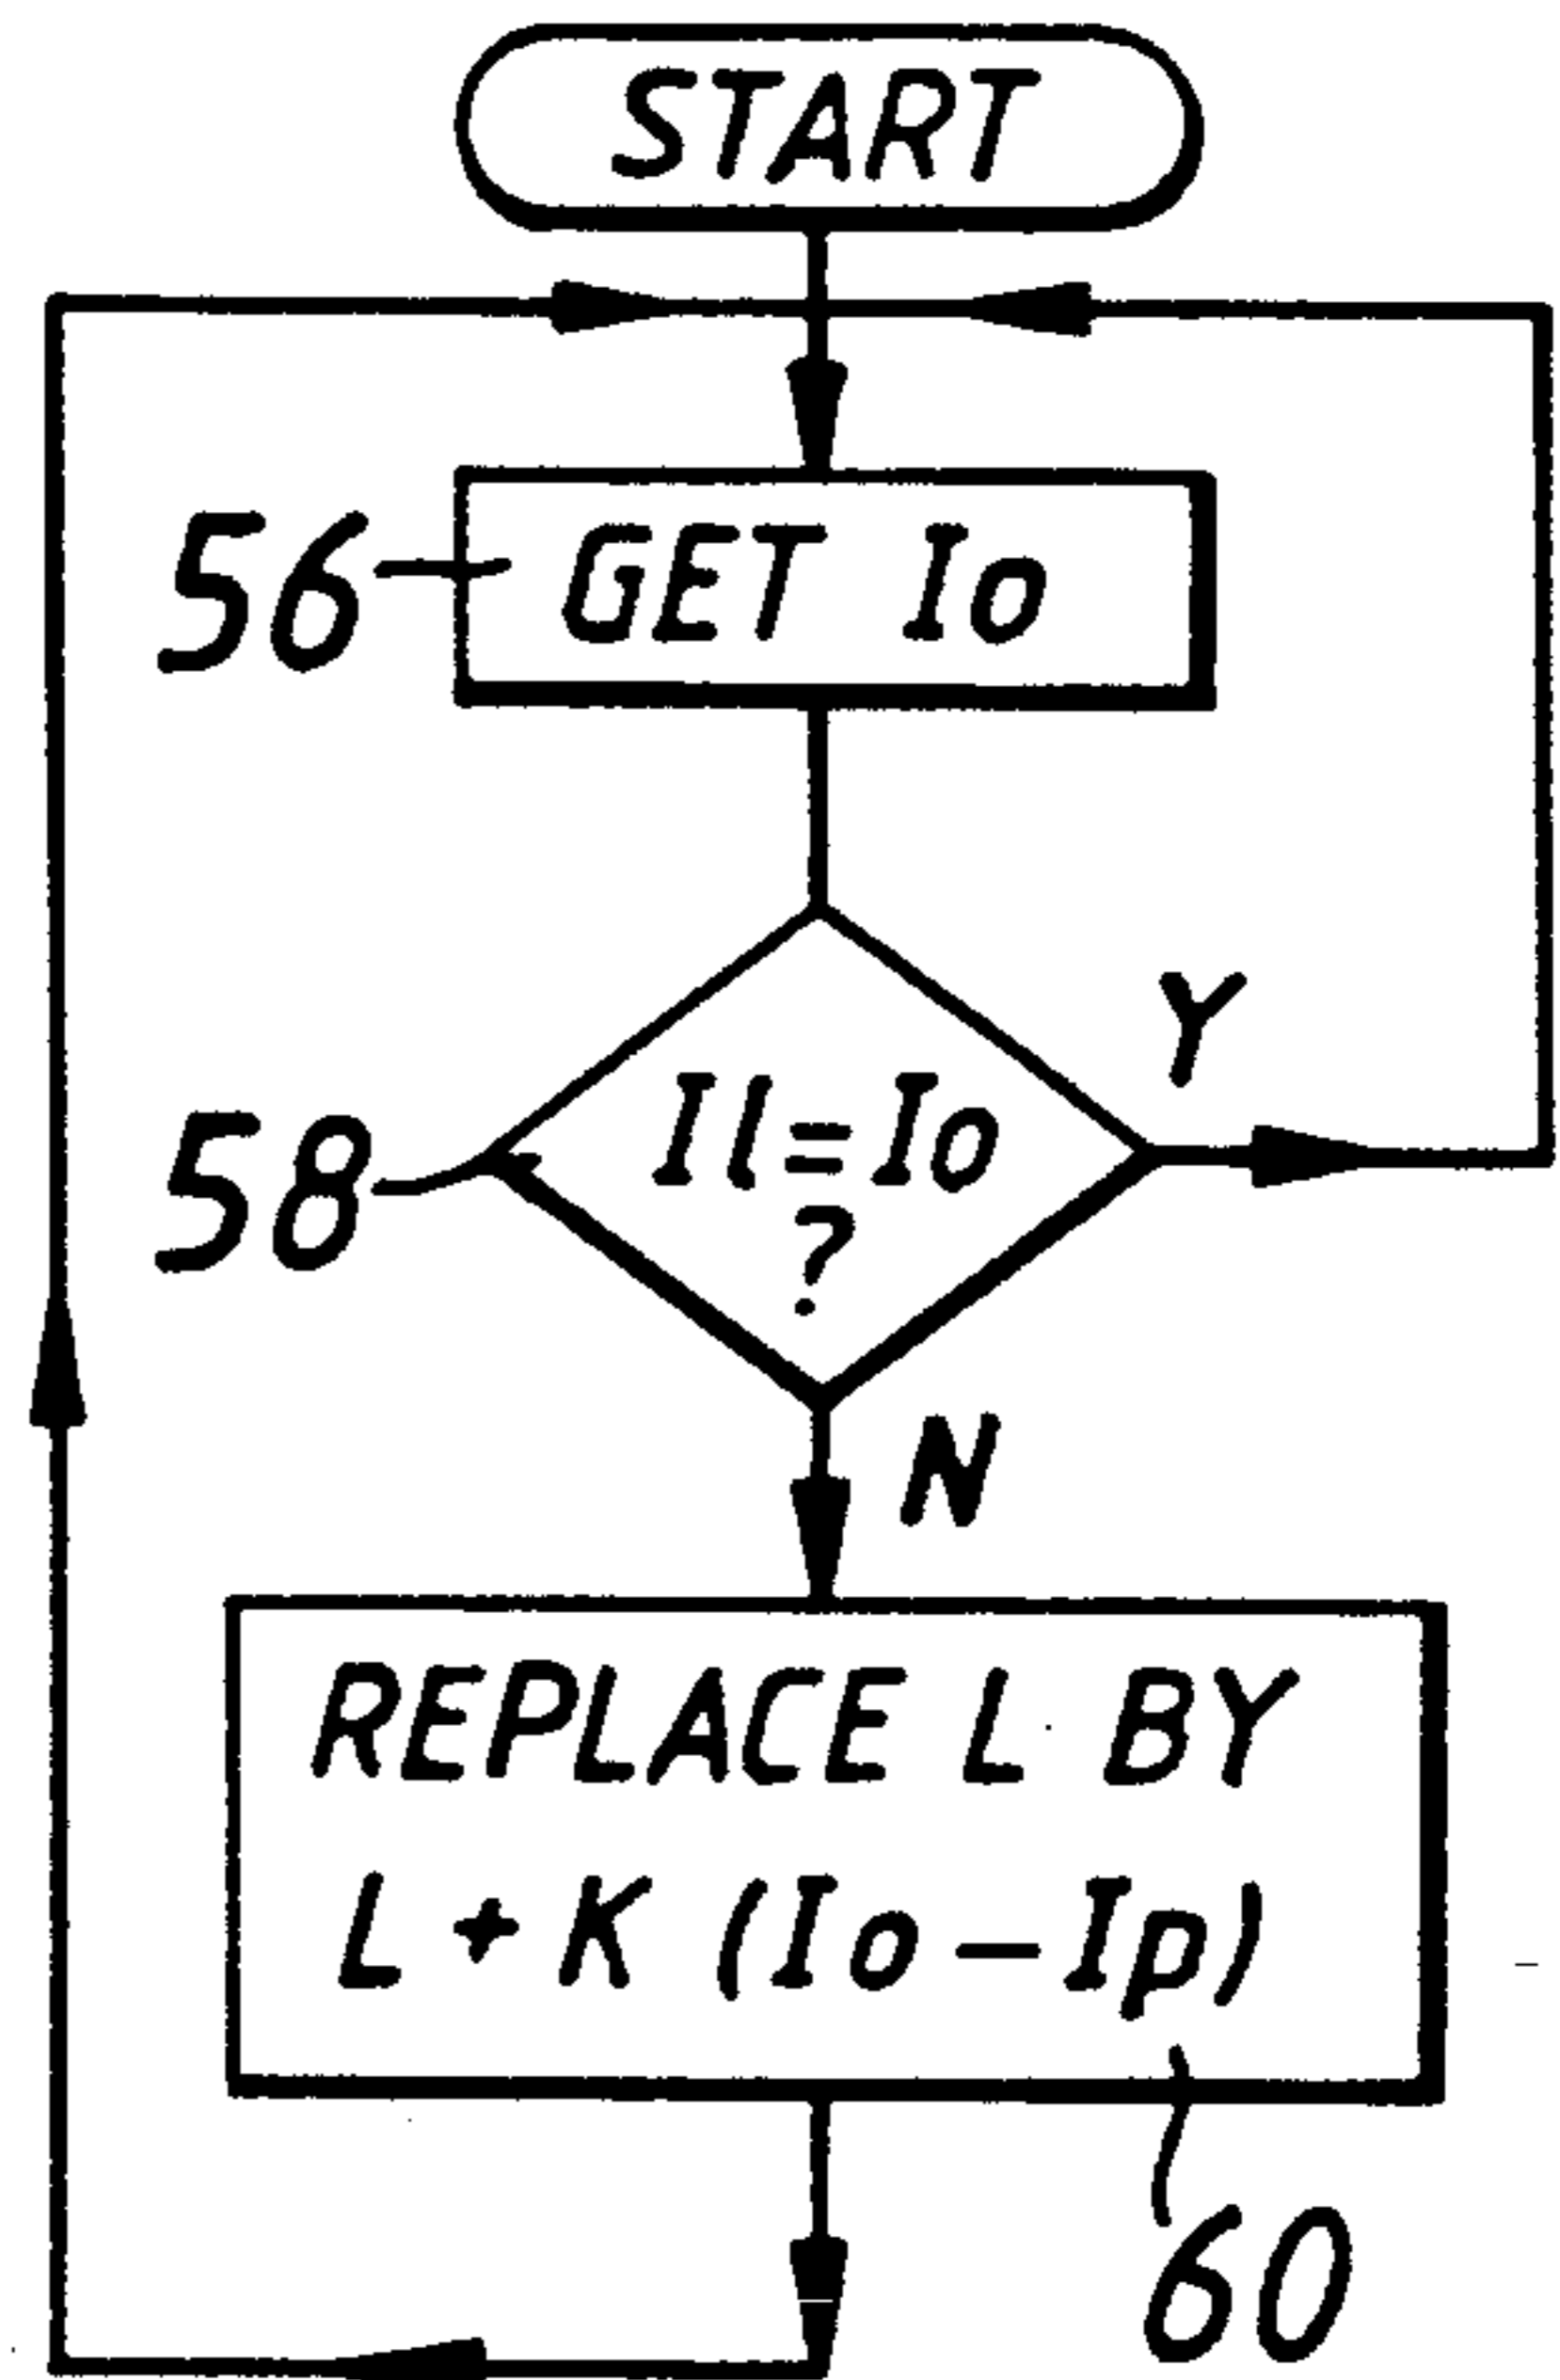 START
56
GET Io
Y
58
Il=Io
?
N
REPLACE L BY
L + K (Io - Ip)
60